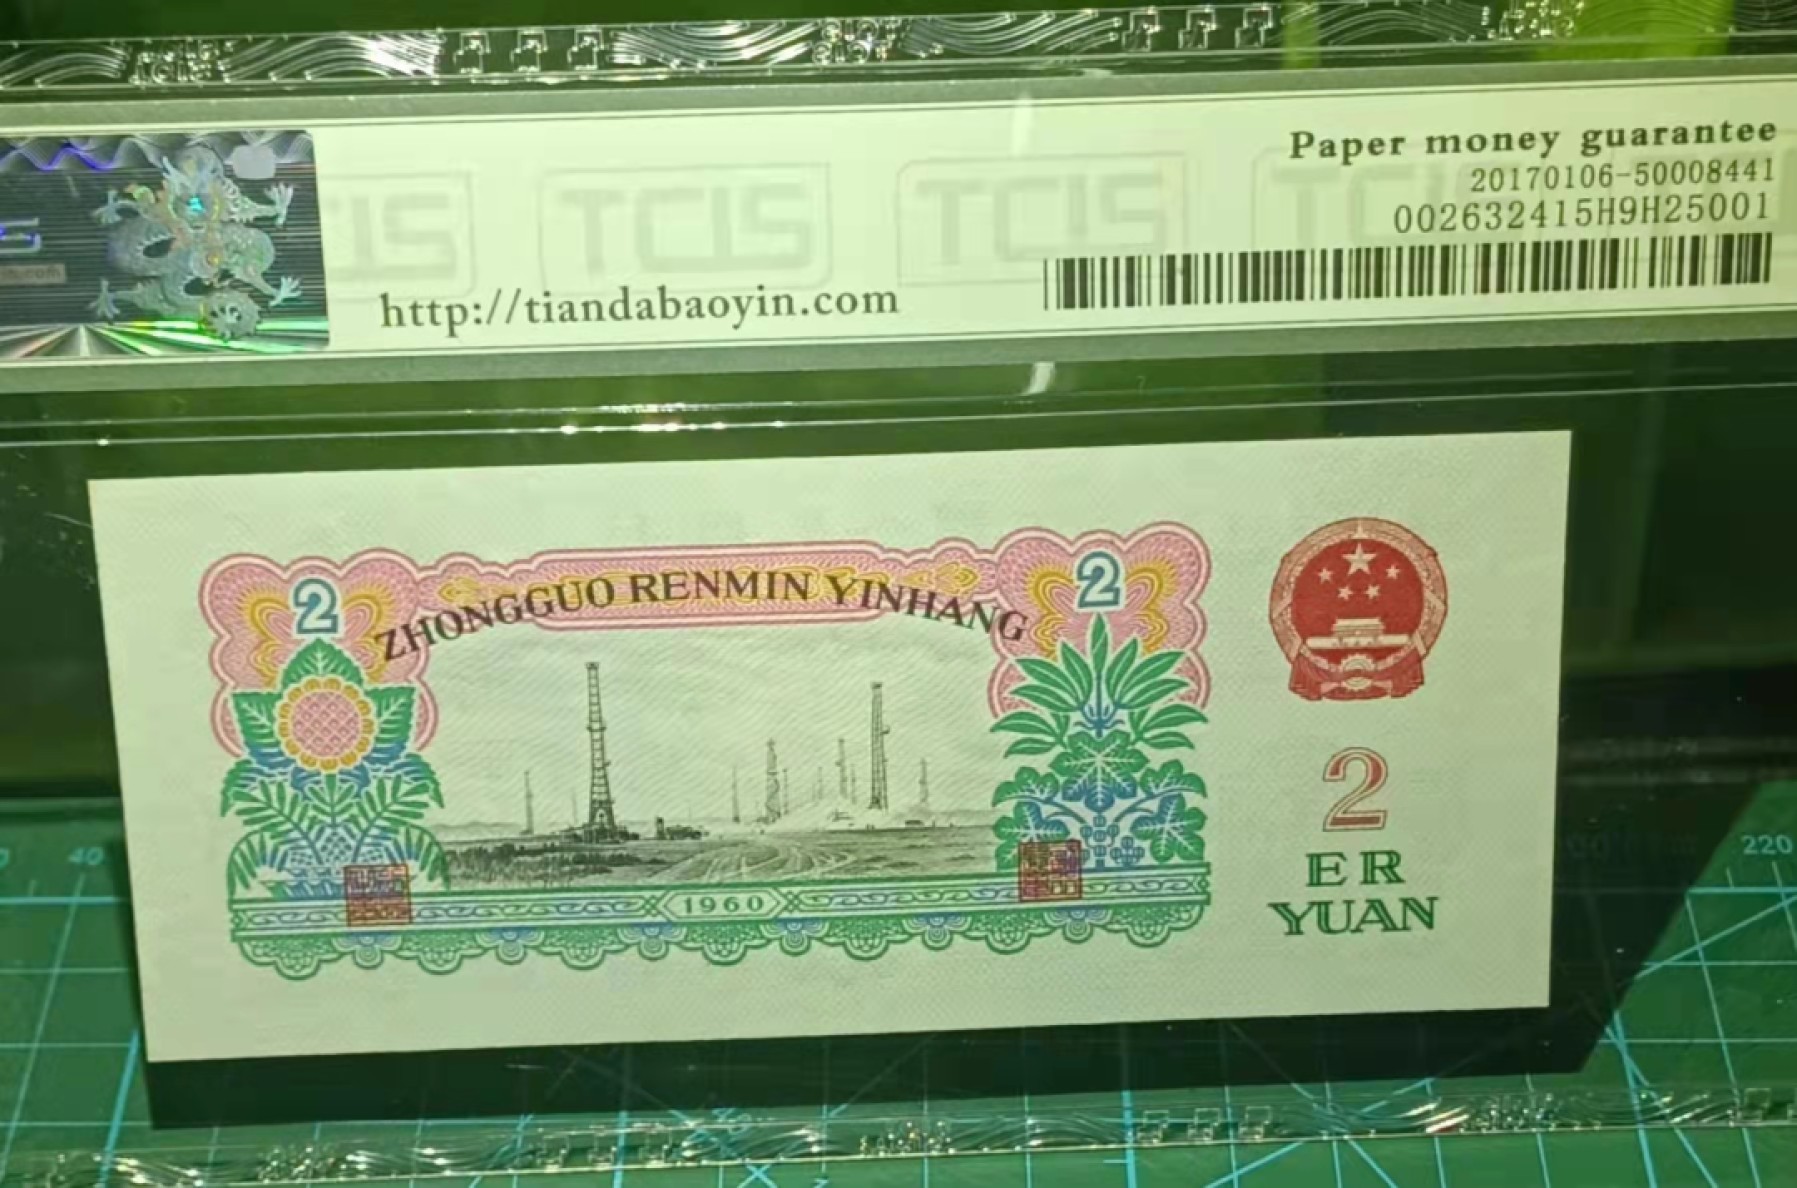 Paper money guarantee
20170106-50008441
002632415H9H25001
TCIS TCIS
http://tiandabaoyin.com
ZHONGGUO RENMIN YINHANG
2 2
1960
2
ER
YUAN
40 220